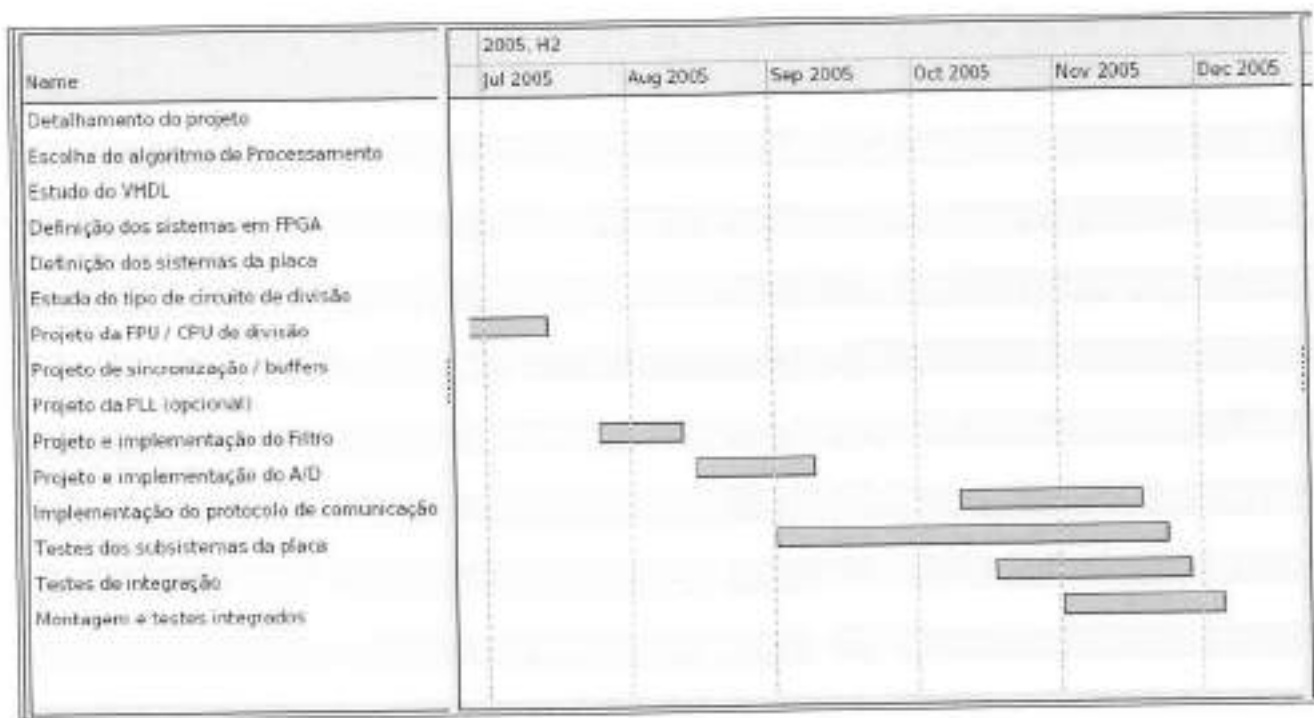 2005, H2
Name
Jul 2005
Aug 2005
Sep 2005
Oct 2005
Nov 2005
Dec 2005
Detalhamento do projeto
Escolha do algoritmo de Processamento
Estudo do VHDL
Definição dos sistemas em FPGA
Definição dos sistemas da placa
Estudo do tipo de circuito de divisão
Projeto da FPU / CPU de divisão
Projeto de sincronização / buffers
Projeto da PLL (opcional)
Projeto e implementação do Filtro
Projeto e implementação do A/D
Implementação do protocolo de comunicação
Testes dos subsistemas da placa
Testes de integração
Montagem e testes integrados